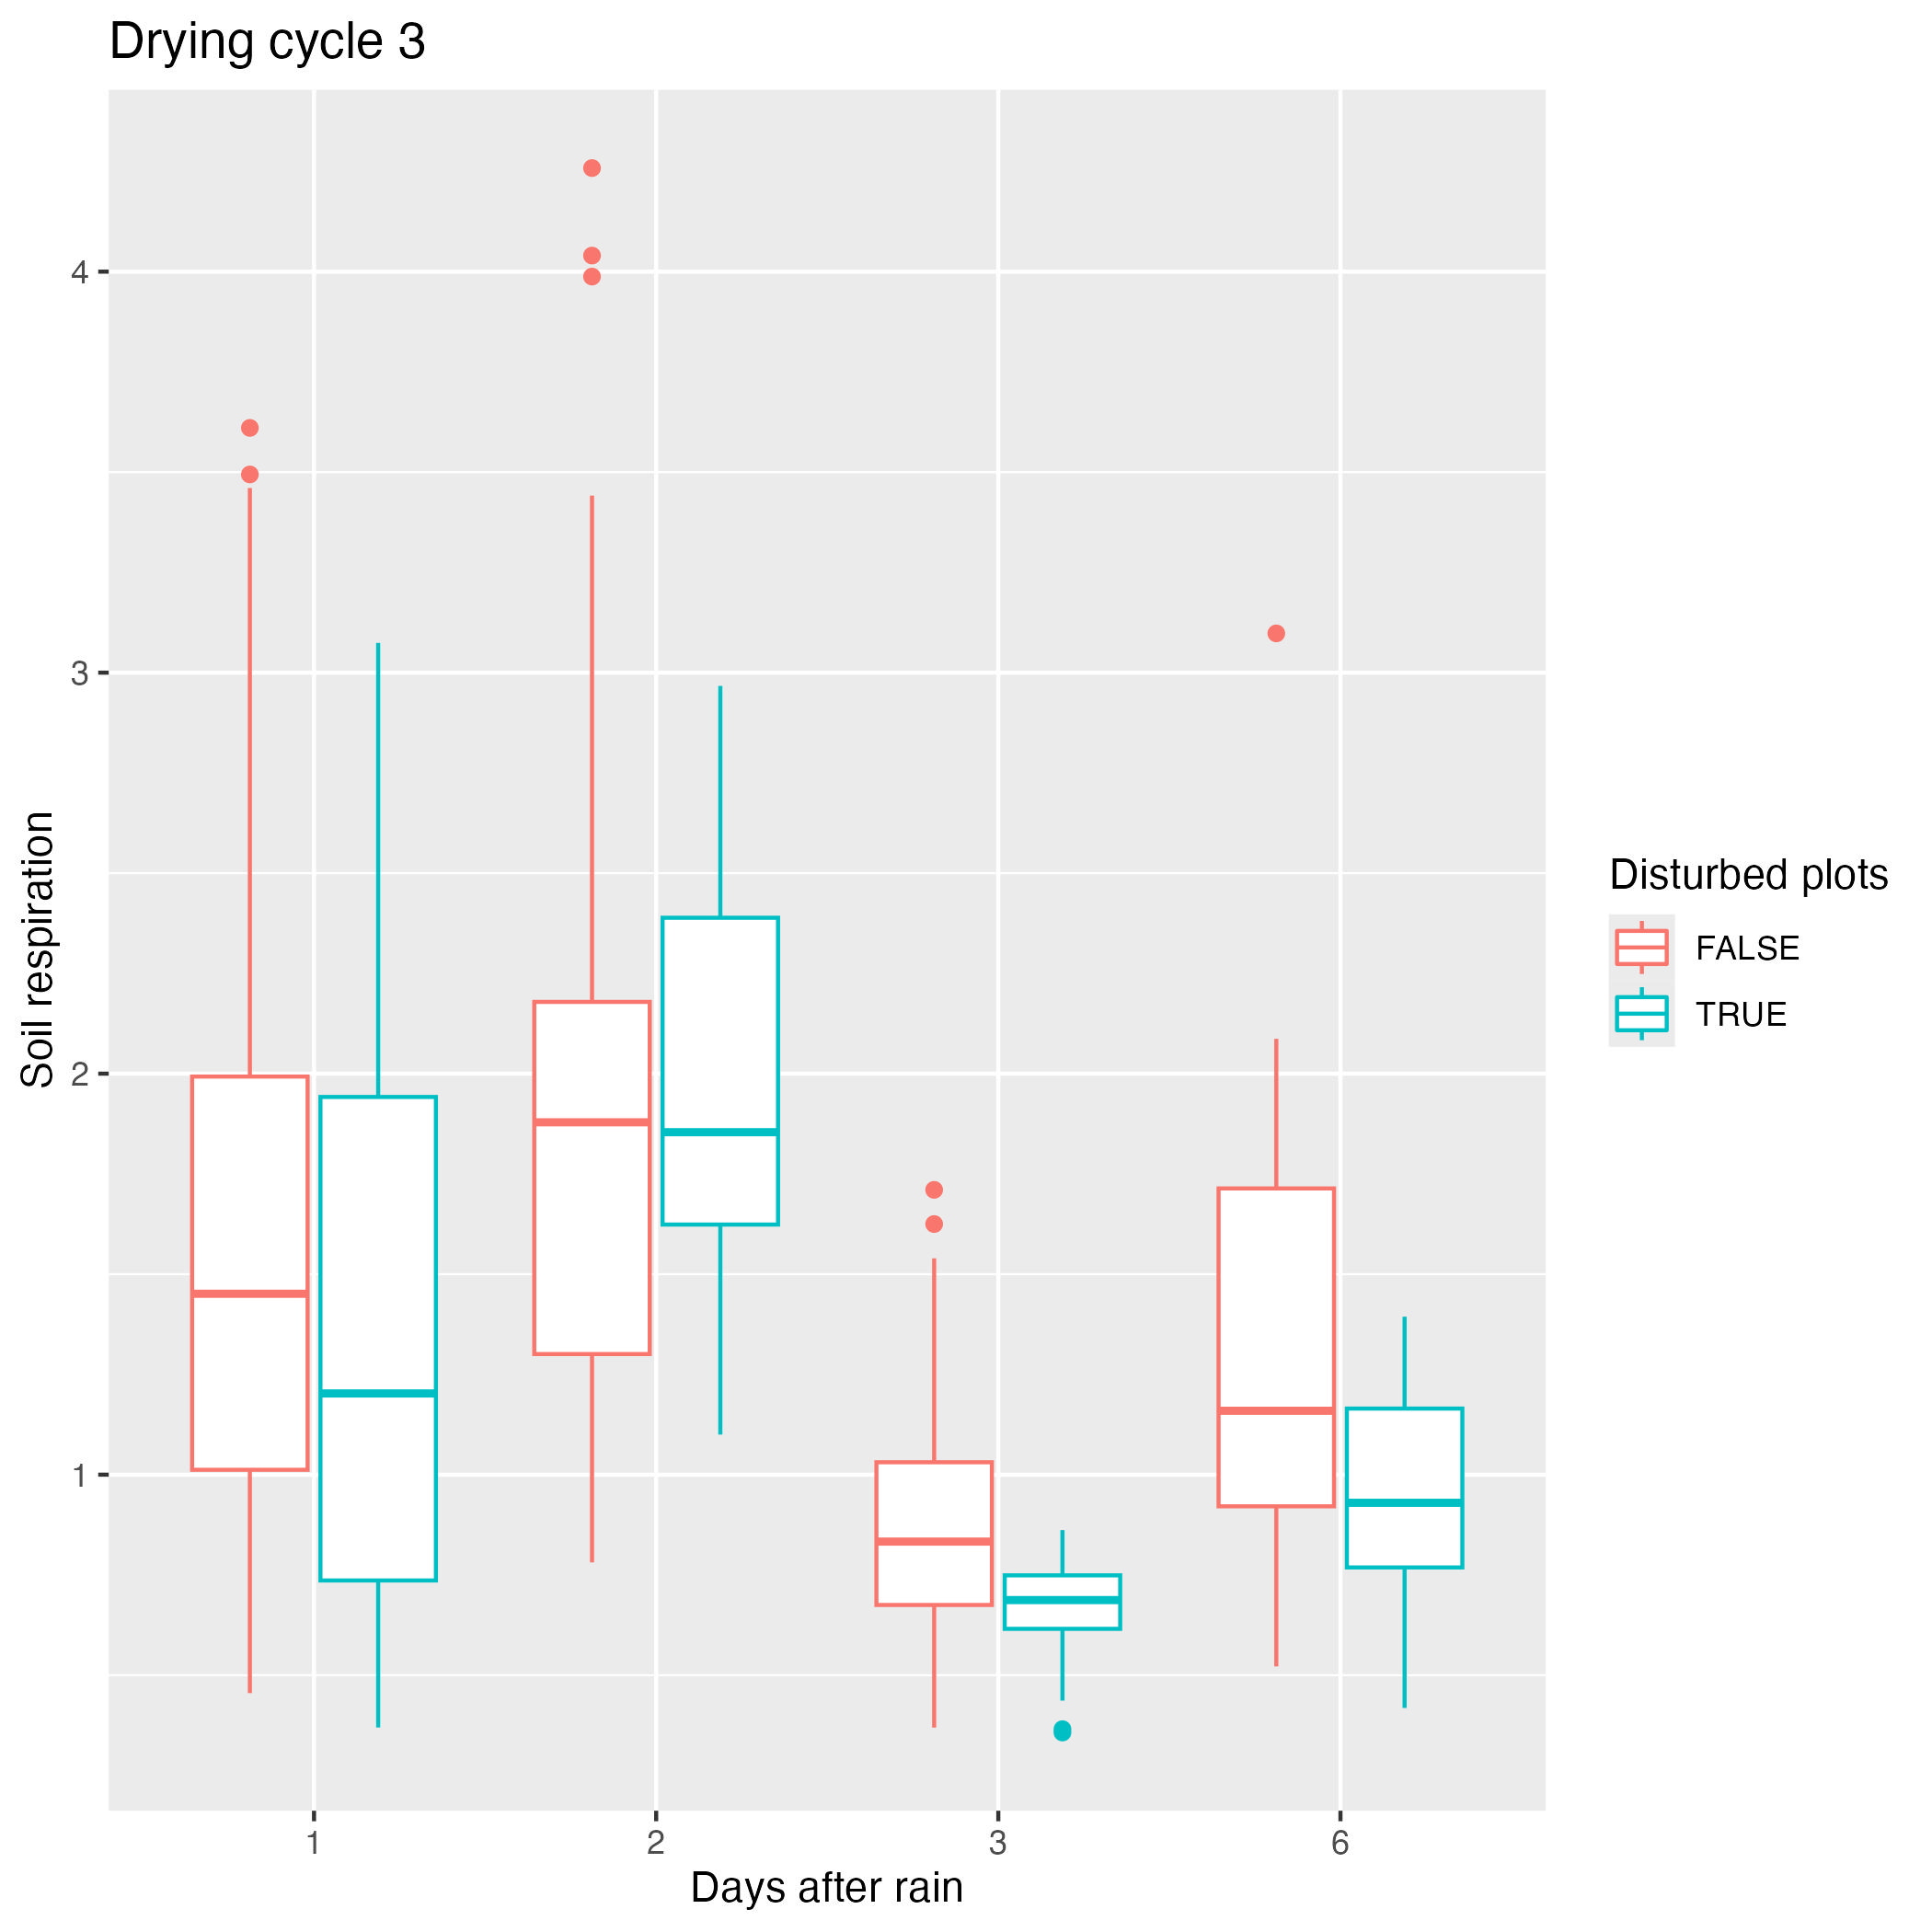 Drying cycle 3
4
3
2
1
Soil respiration
1 2 3 6
Days after rain
Disturbed plots
FALSE
TRUE